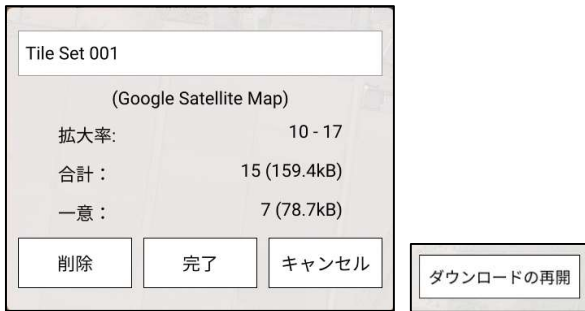 Tile Set 001
(Google Satellite Map)
拡大率: 10 - 17
合計： 15 (159.4kB)
一意： 7 (78.7kB)
削除 完了 キャンセル
ダウンロードの再開